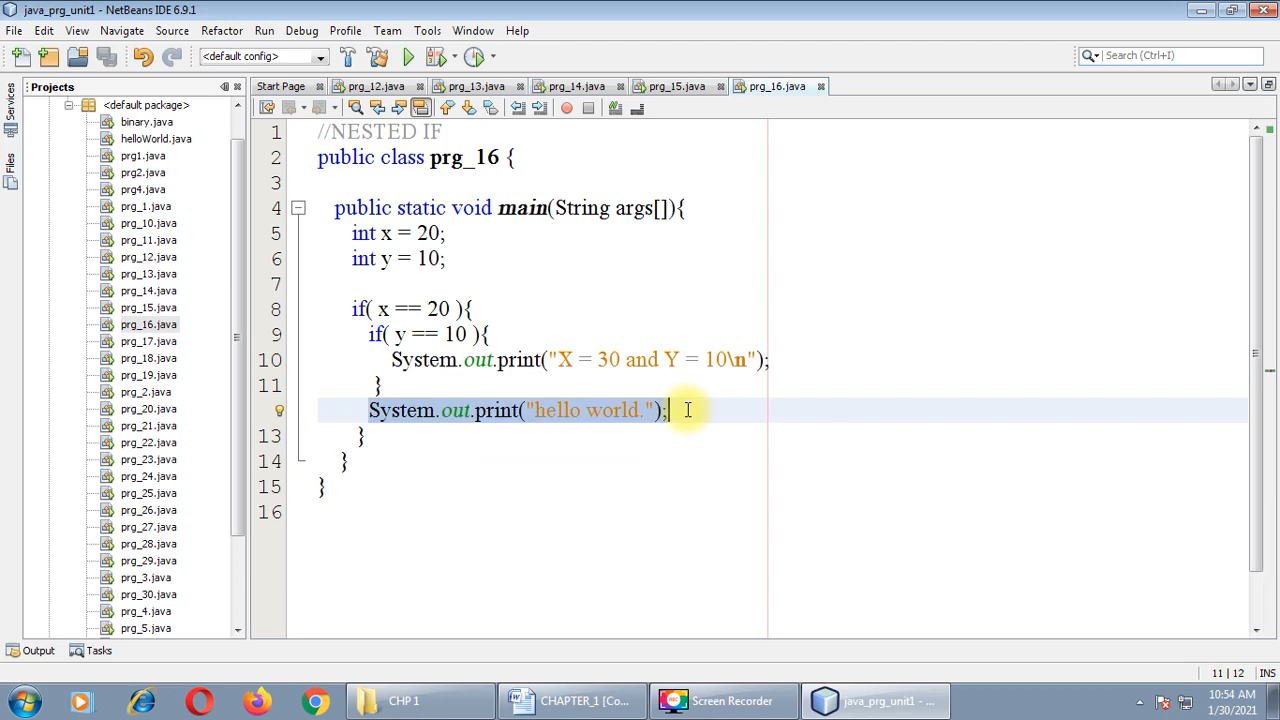 java_prg_unit1 - NetBeans IDE 6.9.1
File Edit View Navigate Source Refactor Run Debug Profile Team Tools Window Help
<default config> Search (Ctrl+I)
Projects Start Page prg_12.java prg_13.java prg_14.java prg_15.java prg_16.java
Services
Files
<default package>
binary.java
helloWorld.java
prg1.java
prg2.java
prg4.java
prg_1.java
prg_10.java
prg_11.java
prg_12.java
prg_13.java
prg_14.java
prg_15.java
prg_16.java
prg_17.java
prg_18.java
prg_19.java
prg_2.java
prg_20.java
prg_21.java
prg_22.java
prg_23.java
prg_24.java
prg_25.java
prg_26.java
prg_27.java
prg_28.java
prg_29.java
prg_3.java
prg_30.java
prg_4.java
prg_5.java
1 //NESTED IF
2 public class prg_16 {
3
4 public static void main(String args[]){
5 int x = 20;
6 int y = 10;
7
8 if( x == 20 ){
9 if( y == 10 ){
10 System.out.print("X = 30 and Y = 10\n");
11 }
System.out.print("hello world.");
13 }
14 }
15 }
16
Output Tasks
11 | 12 INS
CHP 1 CHAPTER_1 [Co... Screen Recorder java_prg_unit1 - ... 10:54 AM
1/30/2021